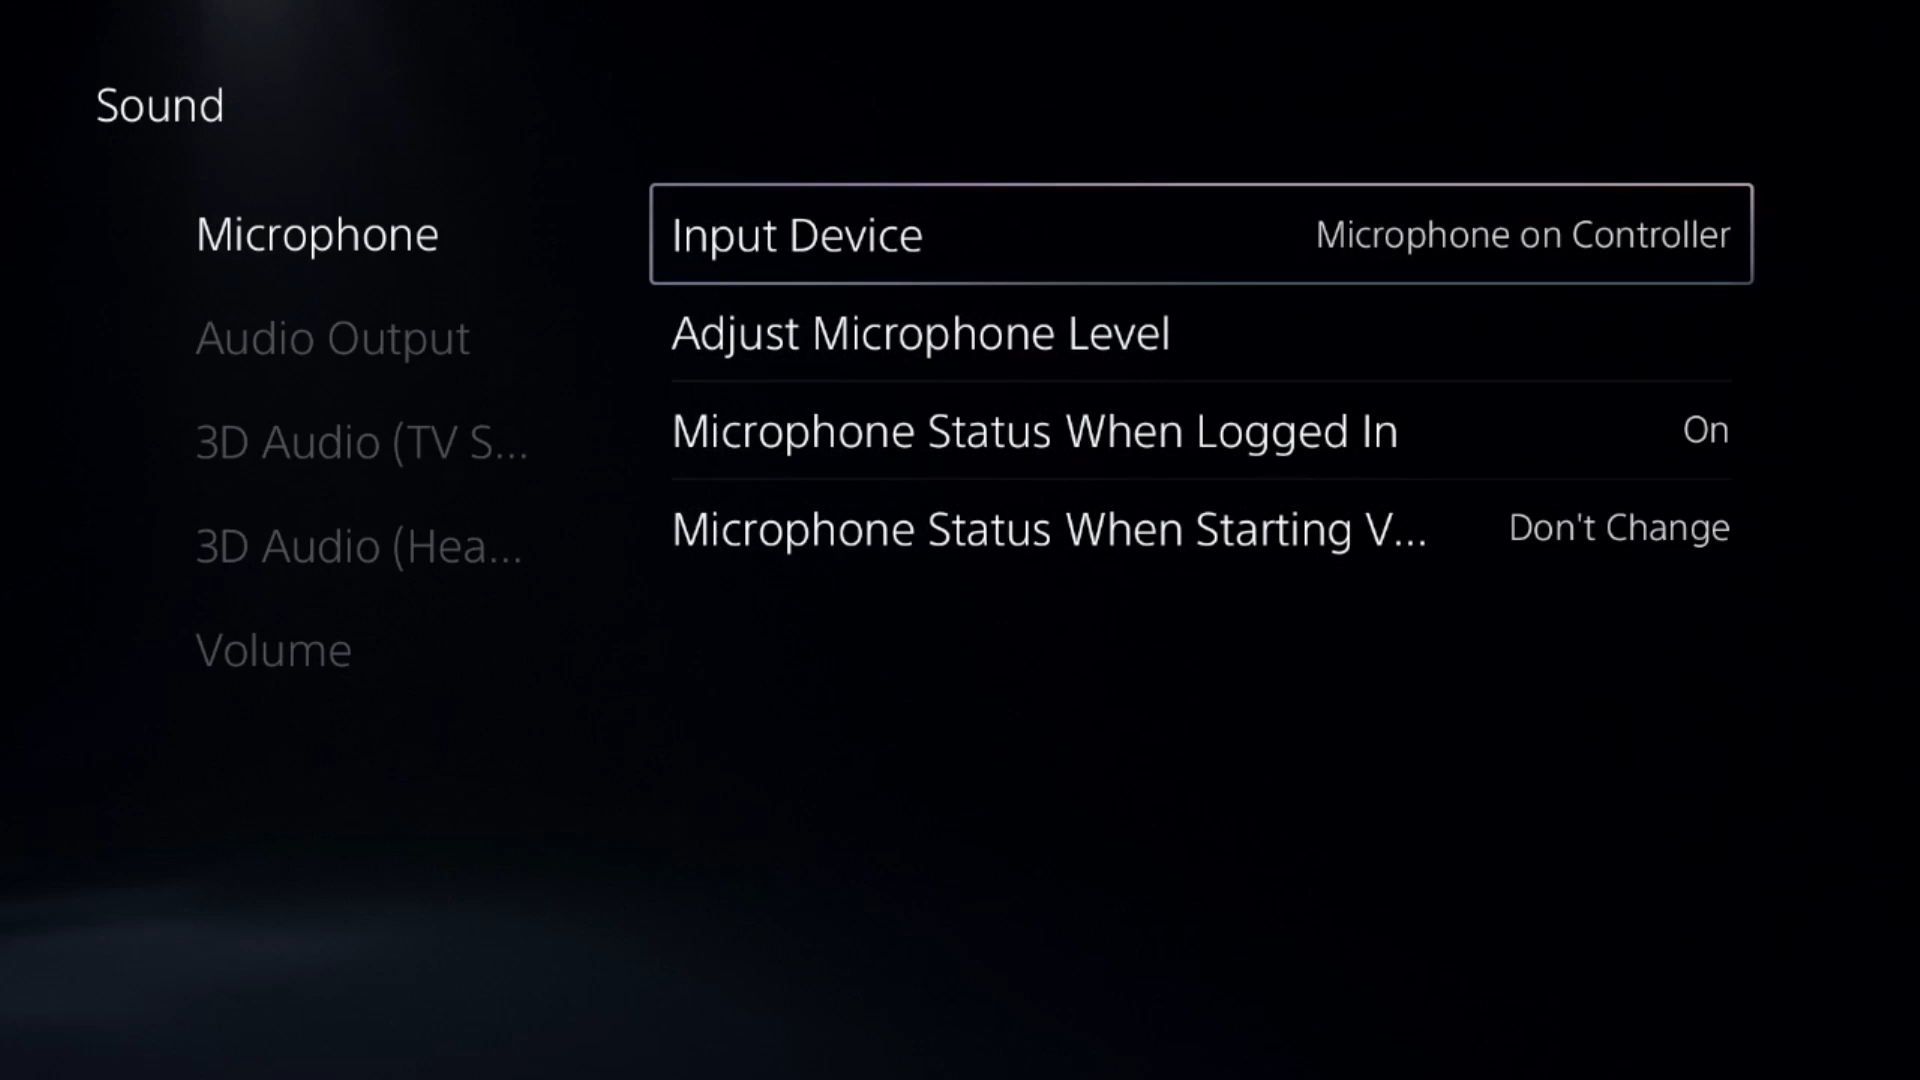 Sound
Microphone
Audio Output
3D Audio (TV S...
3D Audio (Hea...
Volume
Input Device Microphone on Controller
Adjust Microphone Level
Microphone Status When Logged In On
Microphone Status When Starting V... Don't Change